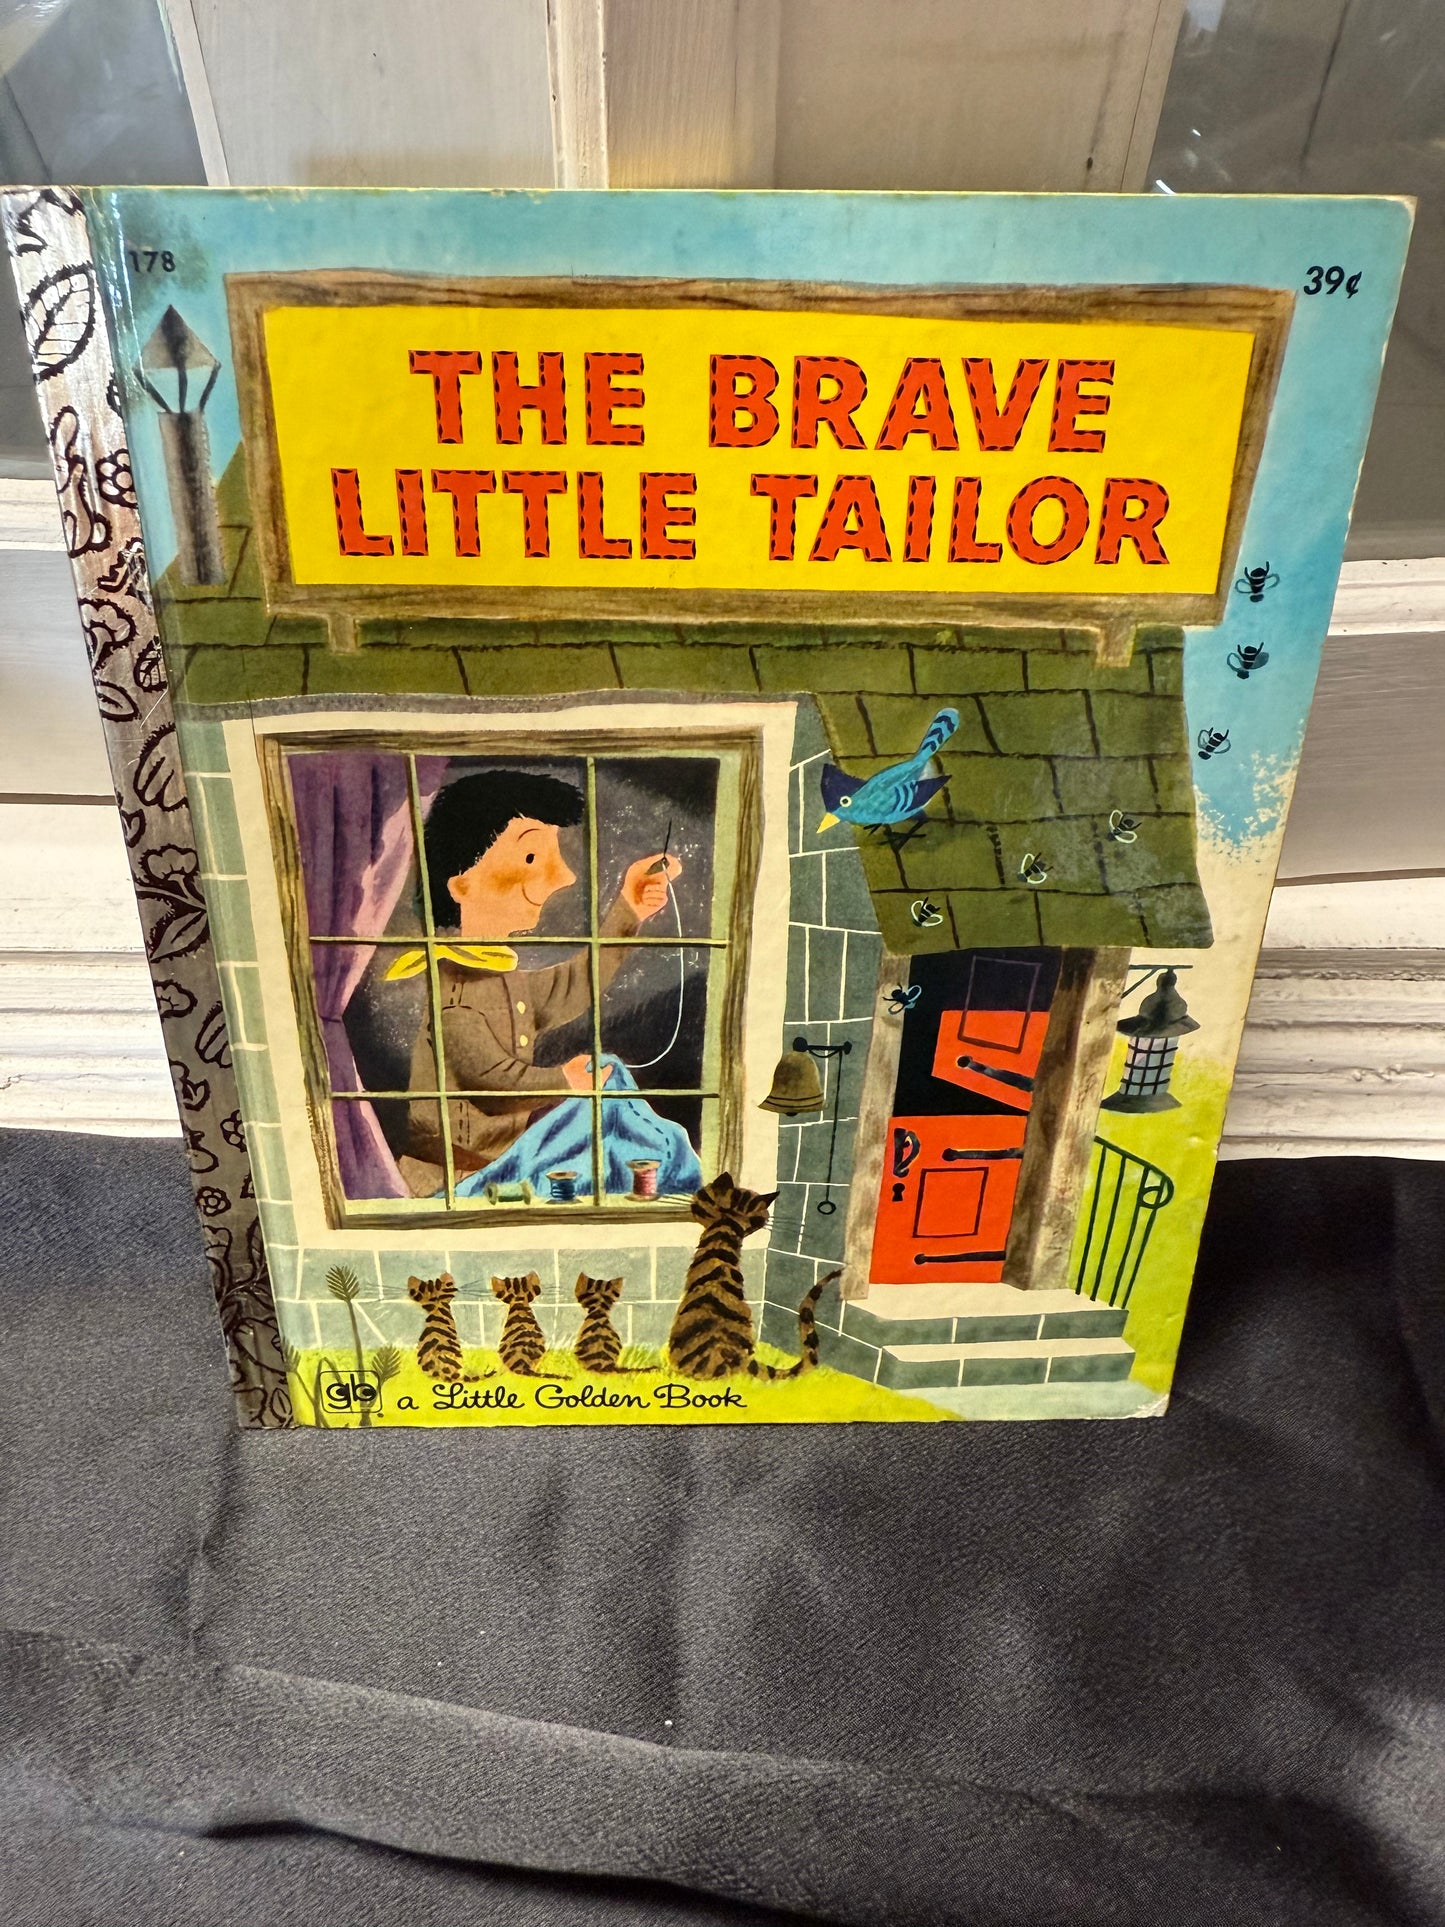 178
39¢
THE BRAVE
LITTLE TAILOR
gb® a Little Golden Book